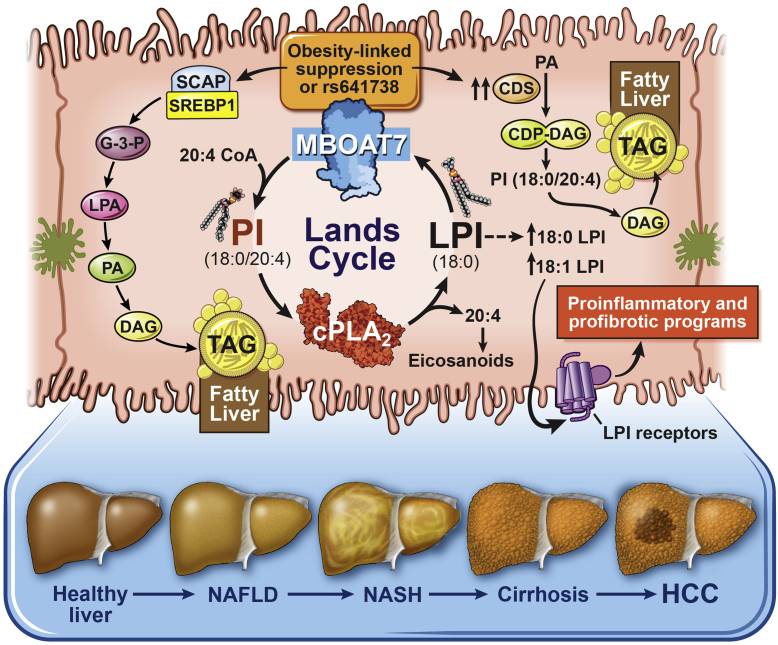 Obesity-linked
suppression
or rs641738
MBOAT7
SCAP
SREBP1
G-3-P
LPA
PA
DAG
TAG
Fatty
Liver
20:4 CoA
PI
(18:0/20:4)
Lands
Cycle
LPI
(18:0)
cPLA2
20:4
Eicosanoids
18:0 LPI
18:1 LPI
PA
CDS
CDP-DAG
PI (18:0/20:4)
DAG
Fatty
Liver
TAG
Proinflammatory and
profibrotic programs
LPI receptors
Healthy
liver
NAFLD
NASH
Cirrhosis
HCC